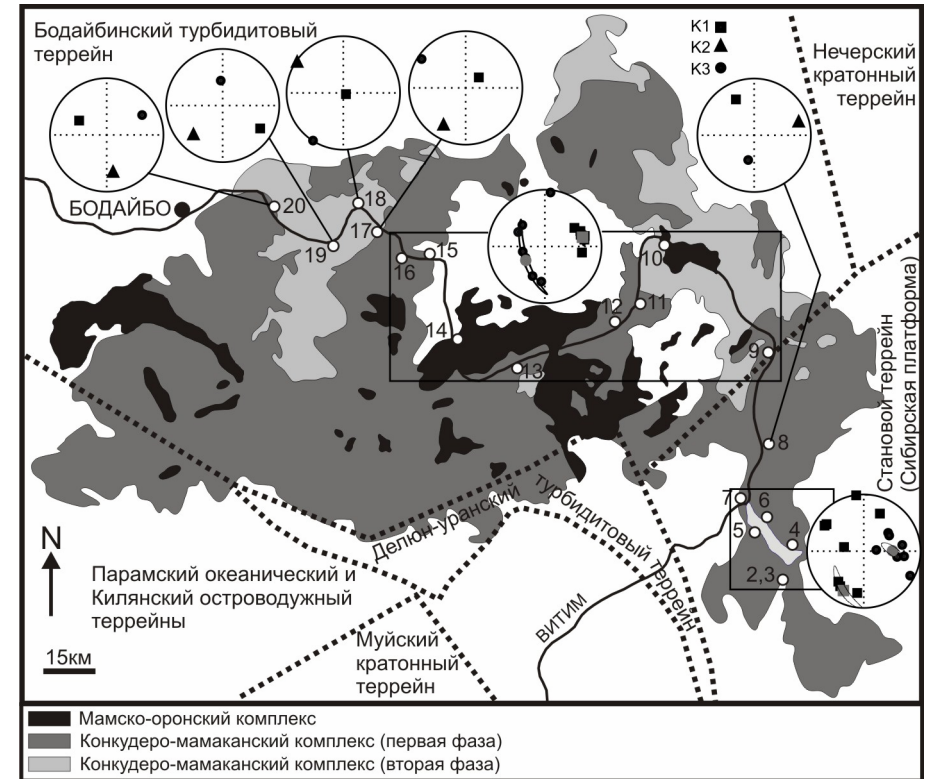 Бодайбинский турбидитовый
террейн
K1
K2
K3
Нечерский
кратонный
террейн
БОДАЙБО
20
19
18
17
16
15
14
13
12
11
10
9
8
7
6
5
4
2,3
Становой террейн
(Сибирская платформа)
Делюн-уранский турбидитовый террейн
N
15км
Парамский океанический и
Килянский островодужный
террейны
Муйский
кратонный
террейн
ВИТИМ
Мамско-оронский комплекс
Конкудеро-мамаканский комплекс (первая фаза)
Конкудеро-мамаканский комплекс (вторая фаза)